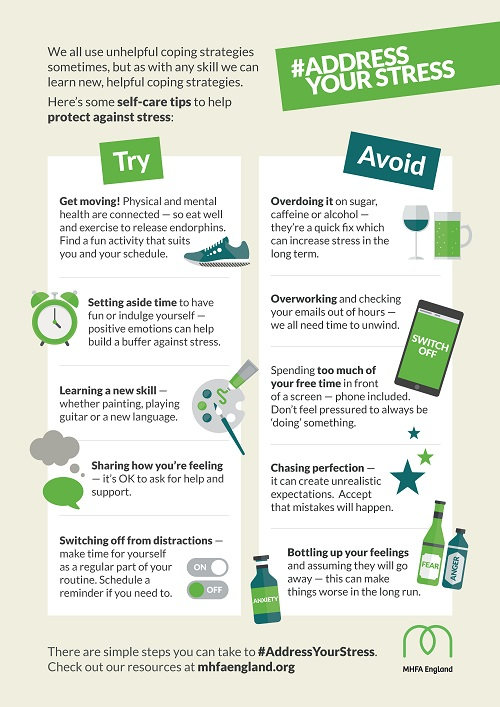 We all use unhelpful coping strategies
sometimes, but as with any skill we can
learn new, helpful coping strategies.
Here's some self-care tips to help
protect against stress:
#ADDRESS
YOUR STRESS
Try
Get moving! Physical and mental
health are connected — so eat well
and exercise to release endorphins.
Find a fun activity that suits
you and your schedule.
Setting aside time to have
fun or indulge yourself —
positive emotions can help
build a buffer against stress.
Learning a new skill —
whether painting, playing
guitar or a new language.
Sharing how you're feeling
— it's OK to ask for help and
support.
Switching off from distractions —
make time for yourself
as a regular part of your
routine. Schedule a
reminder if you need to.
ON
OFF
Avoid
Overdoing it on sugar,
caffeine or alcohol —
they're a quick fix which
can increase stress in the
long term.
Overworking and checking
your emails out of hours —
we all need time to unwind.
SWITCH
OFF
Spending too much of
your free time in front
of a screen — phone included.
Don't feel pressured to always be
'doing' something.
Chasing perfection —
it can create unrealistic
expectations. Accept
that mistakes will happen.
Bottling up your feelings
and assuming they will go
away — this can make
things worse in the long run.
ANXIETY
FEAR
ANGER
There are simple steps you can take to #AddressYourStress.
Check out our resources at mhfaengland.org
MHFA England